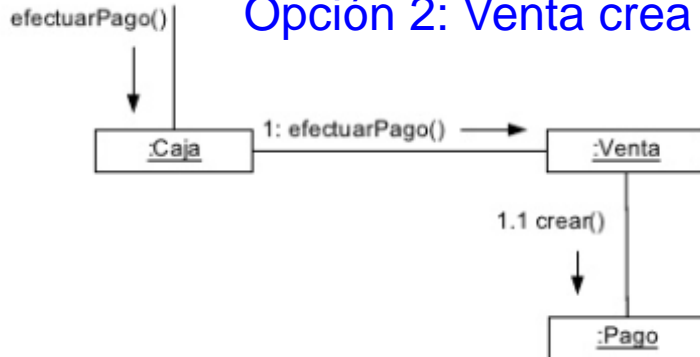 Opción 2: Venta crea
efectuarPago()
:Caja
1: efectuarPago()
:Venta
1.1 crear()
:Pago